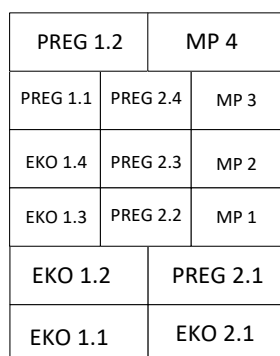 PREG 1.2 MP 4
PREG 1.1 PREG 2.4 MP 3
EKO 1.4 PREG 2.3 MP 2
EKO 1.3 PREG 2.2 MP 1
EKO 1.2 PREG 2.1
EKO 1.1 EKO 2.1